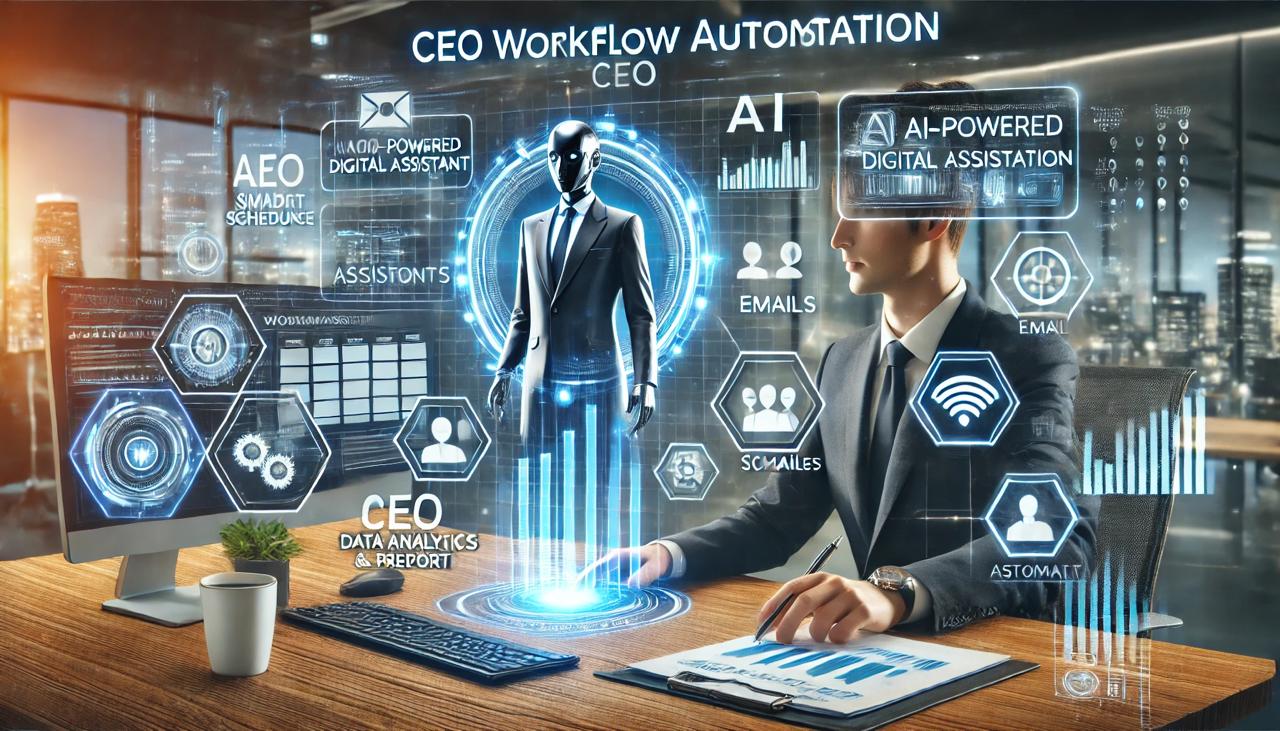 CEO WORKFLOW AUTOMTATION
CEO
AI
AI-POWERED
DIGITAL ASSISTATION
-POWERED
DIGITAL ASSISTANT
AEO
SMADRT
SCHEDUNCE
ASSISTONTS
EMAILS
EMAIL
SCMAILES
CEO
DATA ANALYTICS
& PREPORT
ASTOMATT